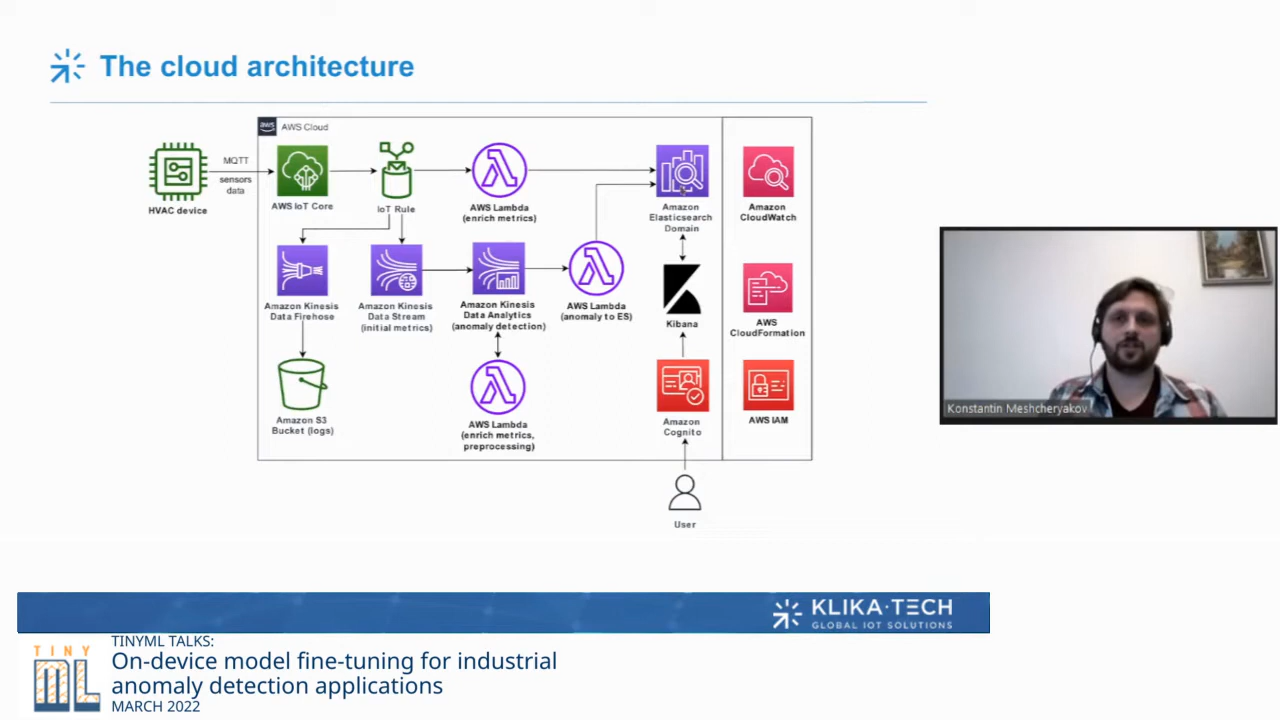 The cloud architecture
aws
AWS Cloud
MQTT
sensors
data
HVAC device
AWS IoT Core
IoT Rule
AWS Lambda
(enrich metrics)
Amazon
Elasticsearch
Domain
Amazon
CloudWatch
Amazon Kinesis
Data Firehose
Amazon Kinesis
Data Stream
(initial metrics)
Amazon Kinesis
Data Analytics
(anomaly detection)
AWS Lambda
(anomaly to ES)
Kibana
AWS
CloudFormation
Amazon S3
Bucket (logs)
AWS Lambda
(enrich metrics,
preprocessing)
Amazon
Cognito
AWS IAM
User
Konstantin Meshcheryakov
KLIKA·TECH
GLOBAL IOT SOLUTIONS
TINY
ML
TINYML TALKS:
On-device model fine-tuning for industrial
anomaly detection applications
MARCH 2022